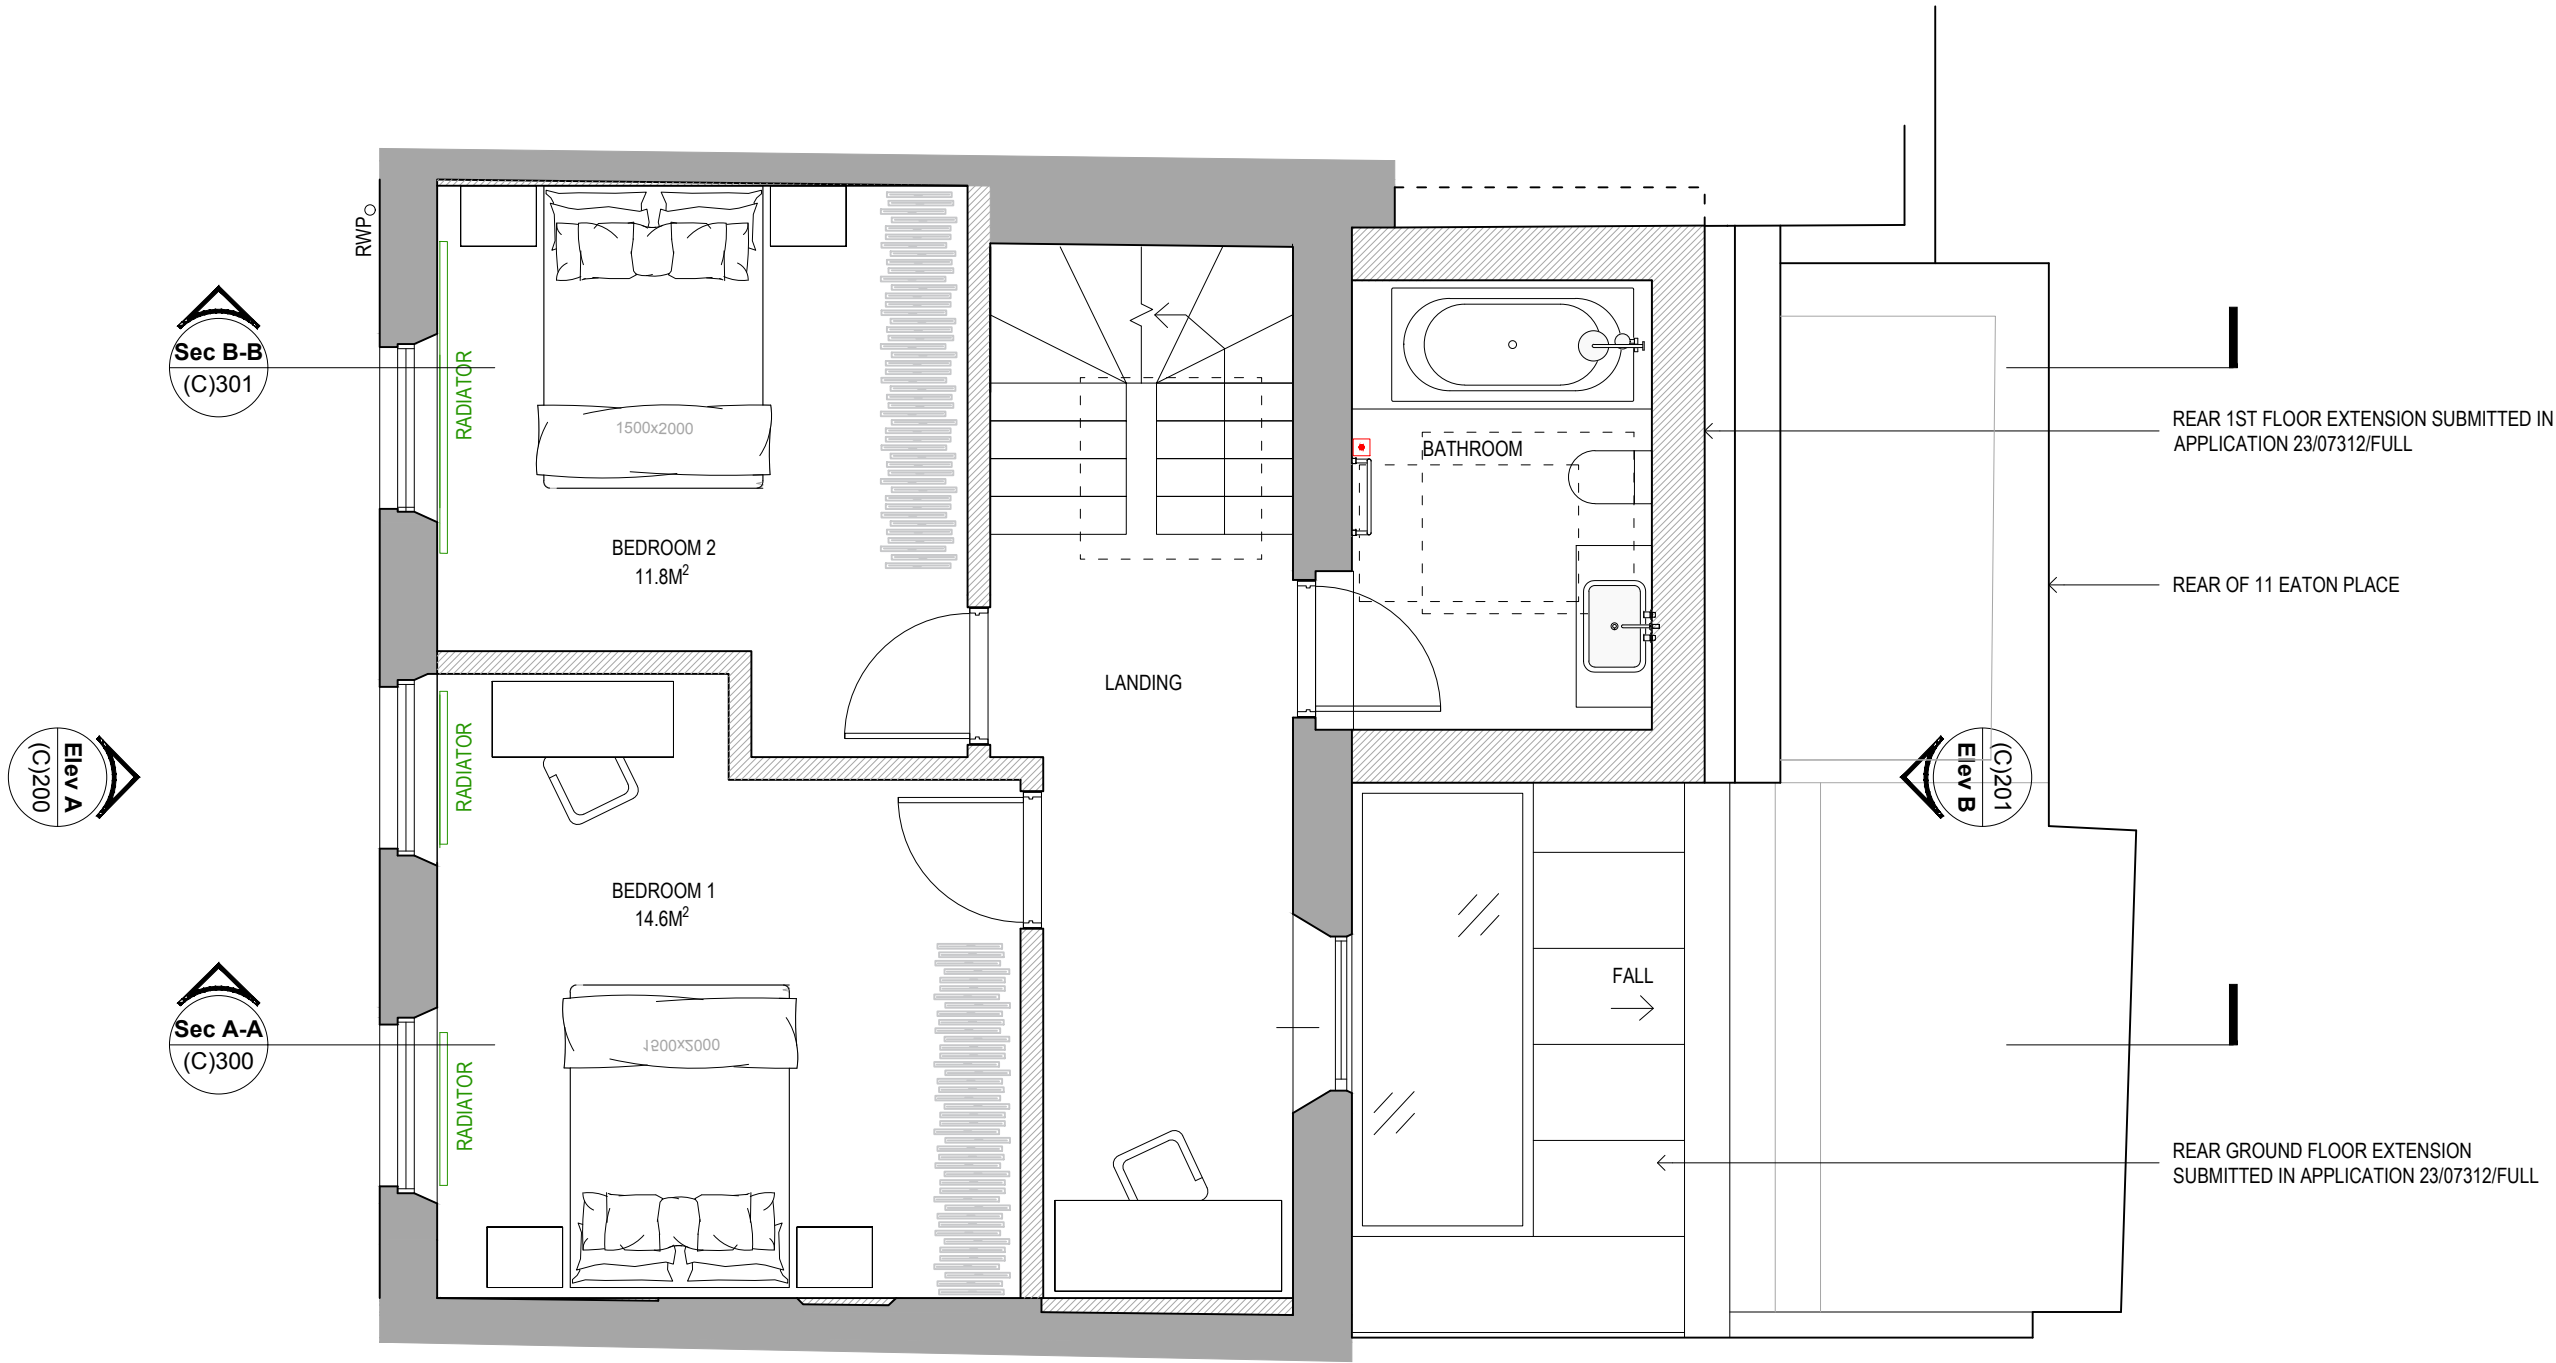 RWP
Sec B-B
(C)301
RADIATOR
1500x2000
BATHROOM
REAR 1ST FLOOR EXTENSION SUBMITTED IN
APPLICATION 23/07312/FULL
BEDROOM 2
11.8M²
REAR OF 11 EATON PLACE
LANDING
Elev A
(C)200
RADIATOR
(C)201
Elev B
BEDROOM 1
14.6M²
FALL
Sec A-A
(C)300
RADIATOR
1500x2000
REAR GROUND FLOOR EXTENSION
SUBMITTED IN APPLICATION 23/07312/FULL